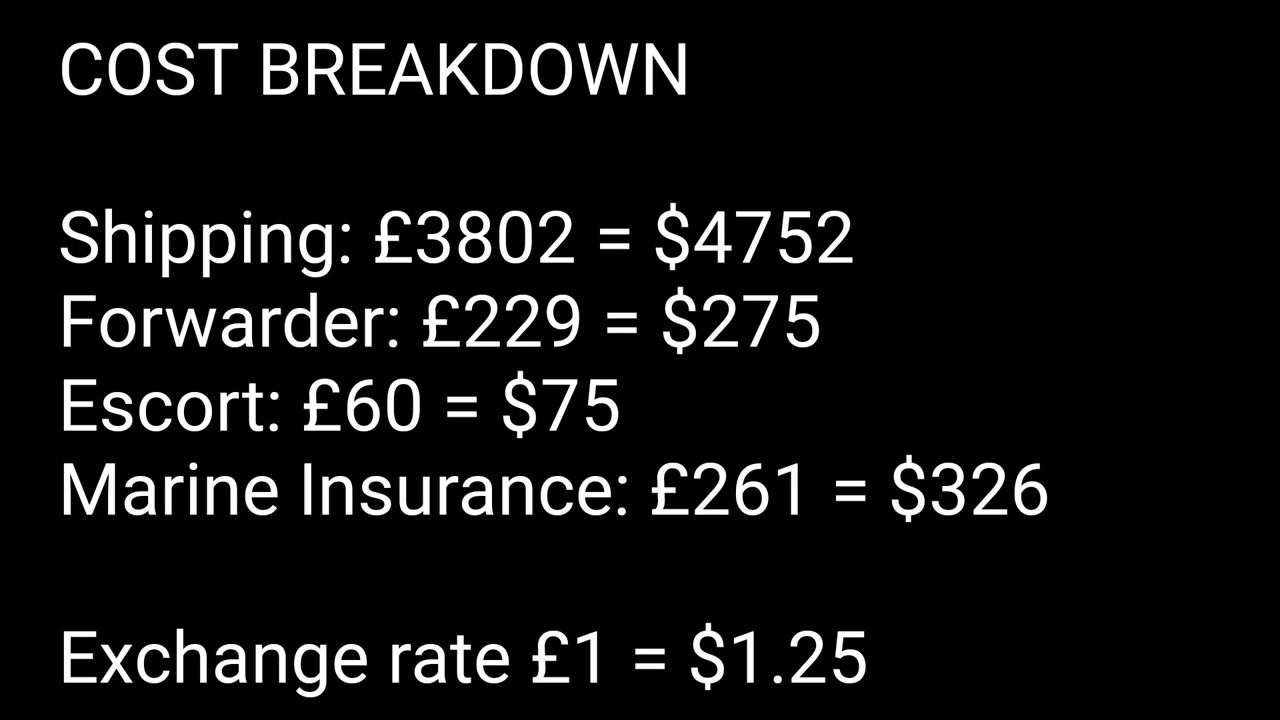 COST BREAKDOWN
Shipping: £3802 = $4752
Forwarder: £229 = $275
Escort: £60 = $75
Marine Insurance: £261 = $326
Exchange rate £1 = $1.25